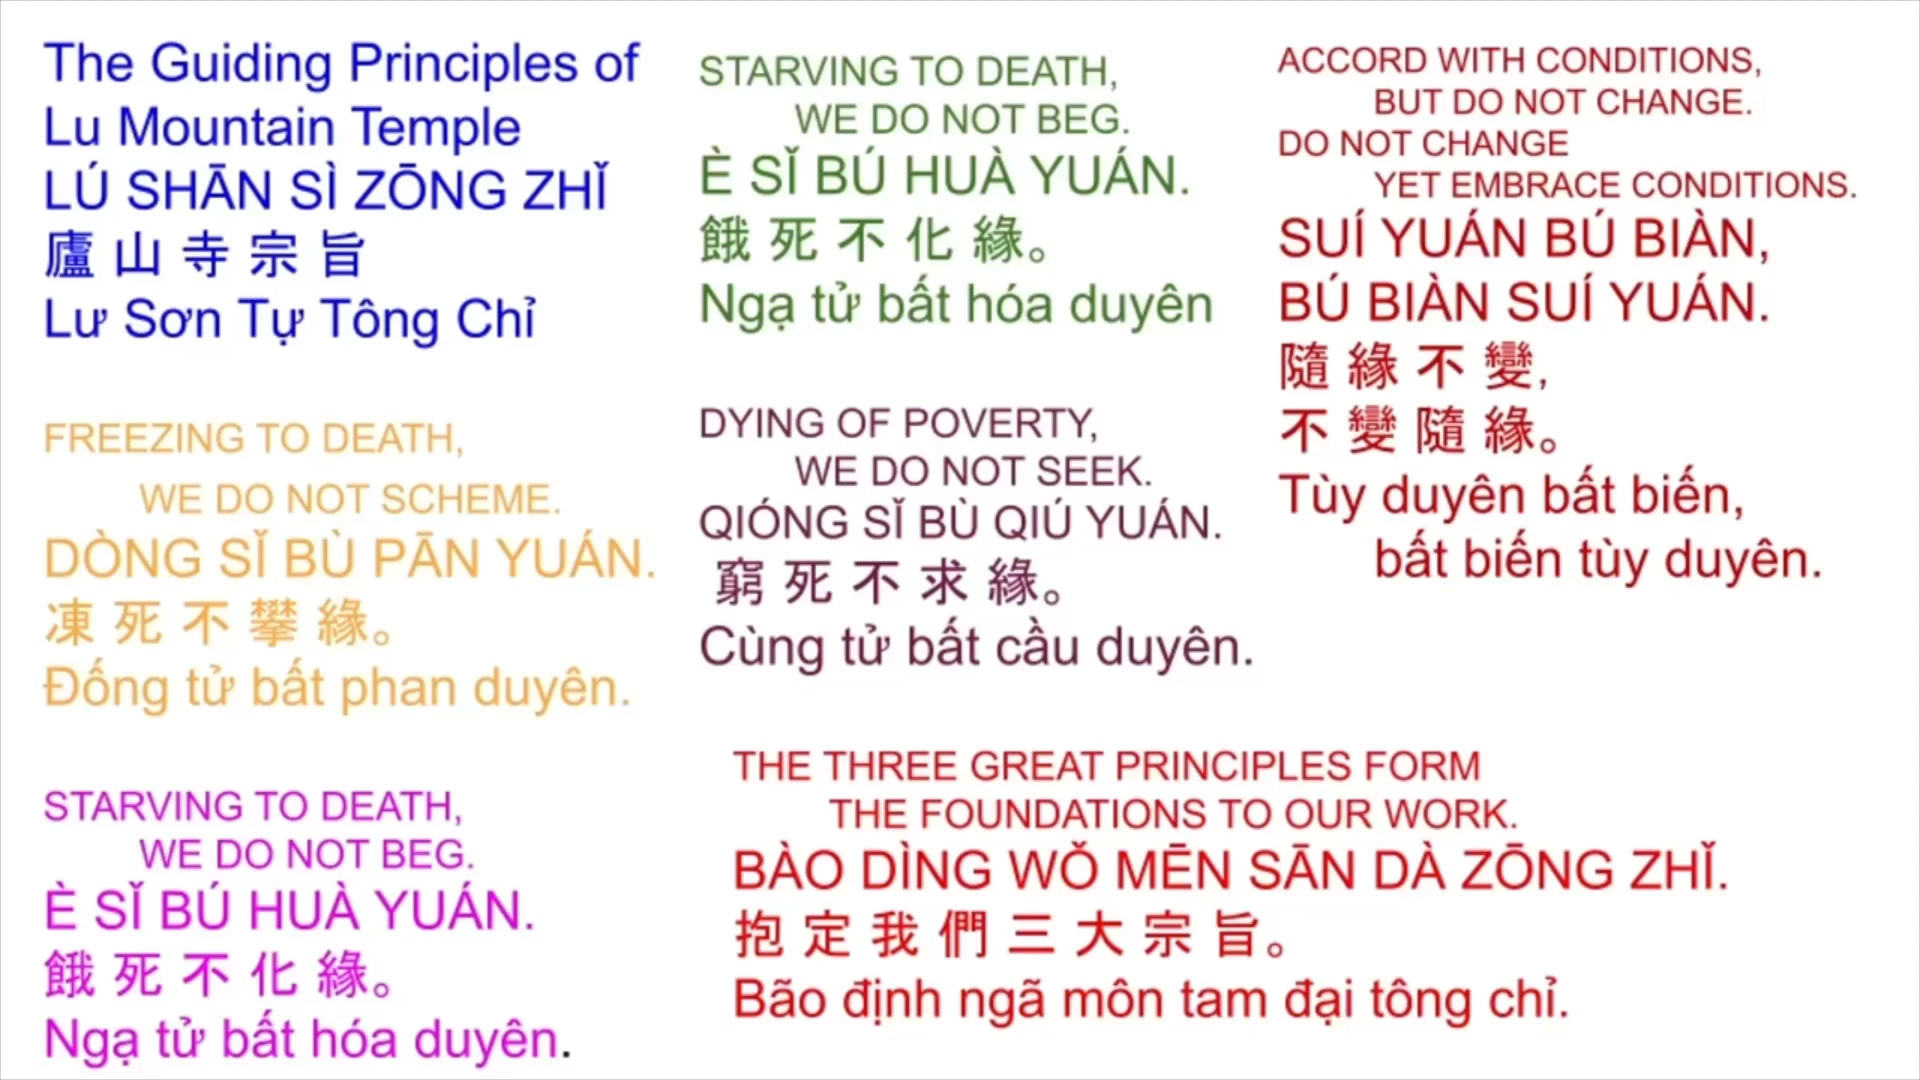 The Guiding Principles of
Lu Mountain Temple
LÚ SHĀN SÌ ZŌNG ZHǏ
廬 山 寺 宗 旨
Lư Sơn Tự Tông Chỉ
FREEZING TO DEATH,
WE DO NOT SCHEME.
DÒNG SǏ BÙ PĀN YUÁN.
凍 死 不 攀 緣。
Đống tử bất phan duyên.
STARVING TO DEATH,
WE DO NOT BEG.
È SǏ BÚ HUÀ YUÁN.
餓 死 不 化 緣。
Ngạ tử bất hóa duyên.
STARVING TO DEATH,
WE DO NOT BEG.
È SǏ BÚ HUÀ YUÁN.
餓 死 不 化 緣。
Ngạ tử bất hóa duyên
DYING OF POVERTY,
WE DO NOT SEEK.
QIÓNG SǏ BÙ QIÚ YUÁN.
窮 死 不 求 緣。
Cùng tử bất cầu duyên.
ACCORD WITH CONDITIONS,
BUT DO NOT CHANGE.
DO NOT CHANGE
YET EMBRACE CONDITIONS.
SUÍ YUÁN BÚ BIÀN,
BÚ BIÀN SUÍ YUÁN.
隨 緣 不 變,
不 變 隨 緣。
Tùy duyên bất biến,
bất biến tùy duyên.
THE THREE GREAT PRINCIPLES FORM
THE FOUNDATIONS TO OUR WORK.
BÀO DÌNG WǑ MĒN SĀN DÀ ZŌNG ZHǏ.
抱 定 我 們 三 大 宗 旨。
Bão định ngã môn tam đại tông chỉ.